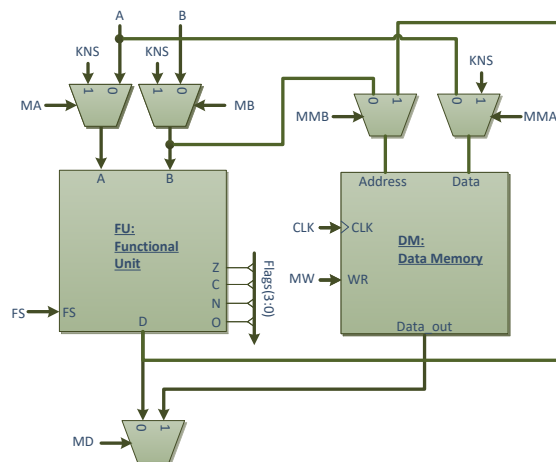 A
B
KNS
KNS
KNS
1
0
1
0
0
1
0
1
MA
MB
MMB
MMA
A
B
Address
Data
FU:
Functional
Unit
DM:
Data Memory
CLK
CLK
MW
WR
Z
C
N
O
Flags(3:0)
FS
FS
D
Data_out
0
1
MD